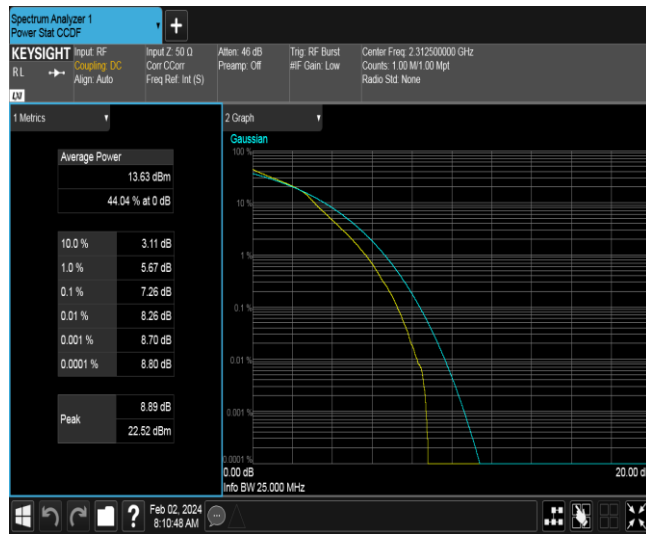 Spectrum Analyzer 1
Power Stat CCDF
+
KEYSIGHT
RL
LXI
Input: RF
Coupling: DC
Align: Auto
Input Z: 50 Ω
Corr CCorr
Freq Ref: Int (S)
Atten: 46 dB
Preamp: Off
Trig: RF Burst
#IF Gain: Low
Center Freq: 2.312500000 GHz
Counts: 1.00 M/1.00 Mpt
Radio Std: None
1 Metrics
Average Power
13.63 dBm
44.04 % at 0 dB
10.0 % 3.11 dB
1.0 % 5.67 dB
0.1 % 7.26 dB
0.01 % 8.26 dB
0.001 % 8.70 dB
0.0001 % 8.80 dB
Peak
8.89 dB
22.52 dBm
2 Graph
Gaussian
100 %
10 %
1 %
0.1 %
0.01 %
0.001 %
0.0001 %
0.00 dB
20.00 d
Info BW 25.000 MHz
?
Feb 02, 2024
8:10:48 AM